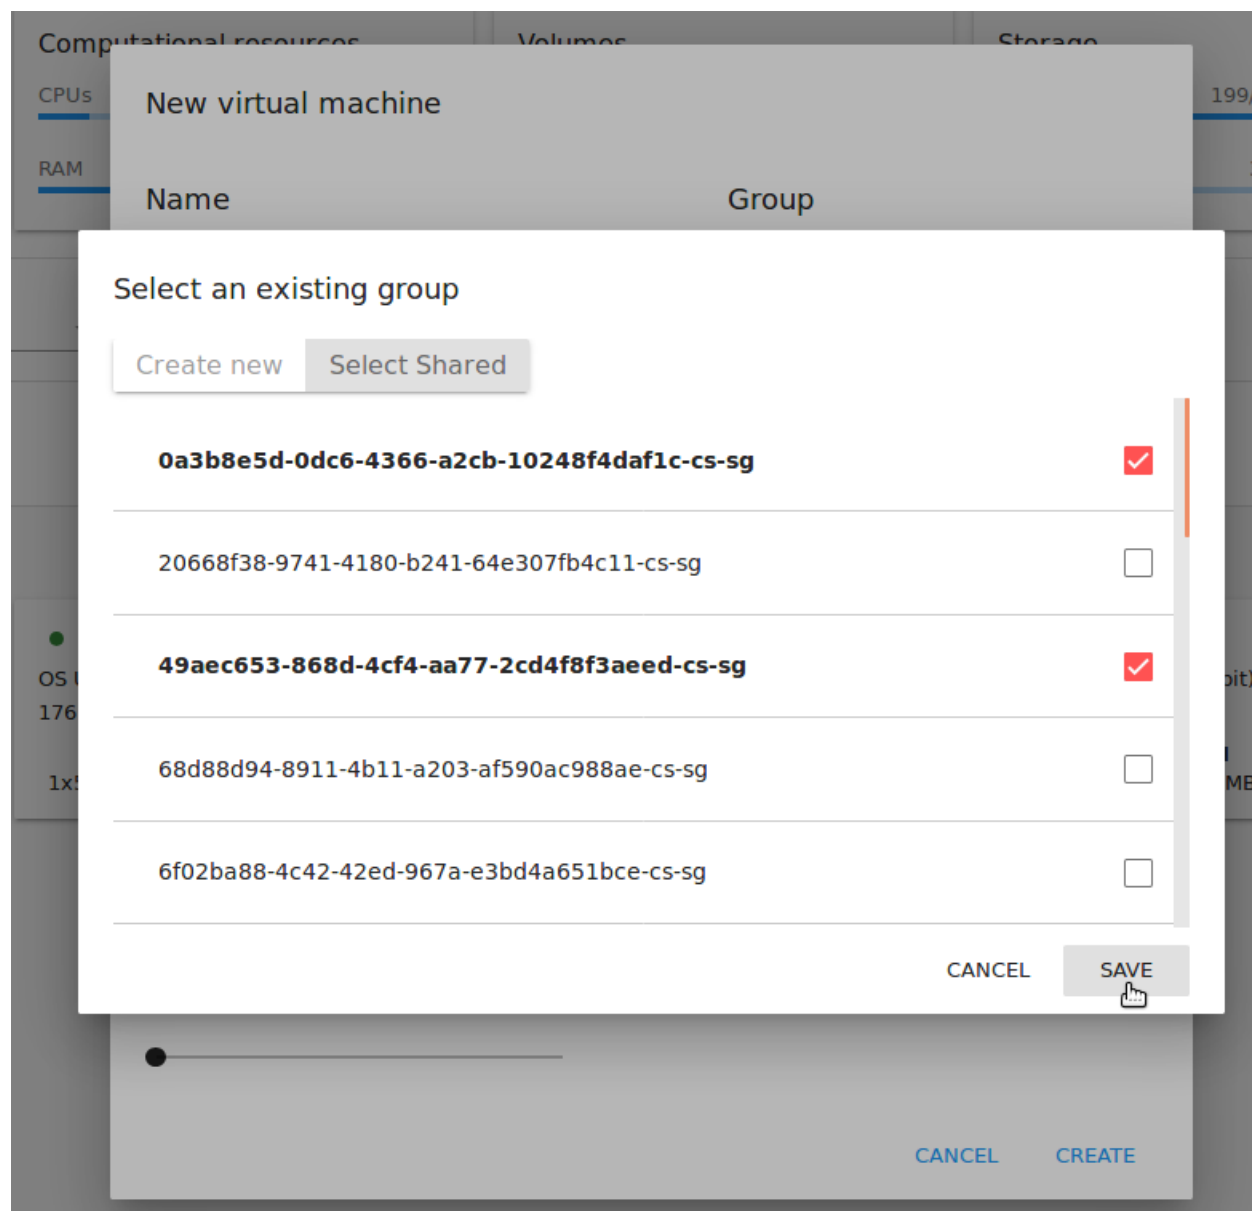 Computational resources Volumes Storage
CPUs 199/
New virtual machine
RAM
Name Group
Select an existing group
Create new Select Shared
0a3b8e5d-0dc6-4366-a2cb-10248f4daf1c-cs-sg
20668f38-9741-4180-b241-64e307fb4c11-cs-sg
49aec653-868d-4cf4-aa77-2cd4f8f3aeed-cs-sg
OS
bit)
176
68d88d94-8911-4b11-a203-af590ac988ae-cs-sg
MB
6f02ba88-4c42-42ed-967a-e3bd4a651bce-cs-sg
CANCEL SAVE
CANCEL CREATE